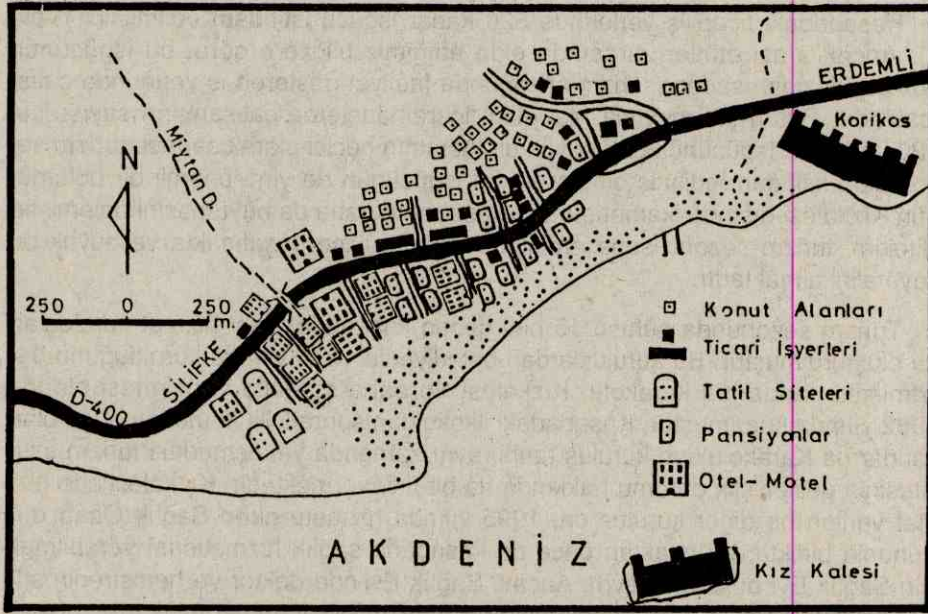 ERDEMLİ
Korikos
N
250 0 250 m.
SİLİFKE
D-400
Konut Alanları
Ticari İşyerleri
Tatil Siteleri
Pansiyonlar
Otel-Motel
AKDENİZ
Kız Kalesi